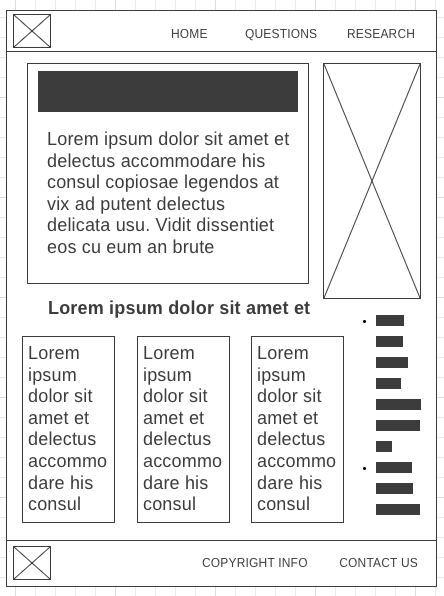 HOME QUESTIONS RESEARCH
Lorem ipsum dolor sit amet et
delectus accommodare his
consul copiosae legendos at
vix ad putent delectus
delicata usu. Vidit dissentiet
eos cu eum an brute
Lorem ipsum dolor sit amet et
Lorem
ipsum
dolor sit
amet et
delectus
accommo
dare his
consul
Lorem
ipsum
dolor sit
amet et
delectus
accommo
dare his
consul
Lorem
ipsum
dolor sit
amet et
delectus
accommo
dare his
consul
COPYRIGHT INFO CONTACT US